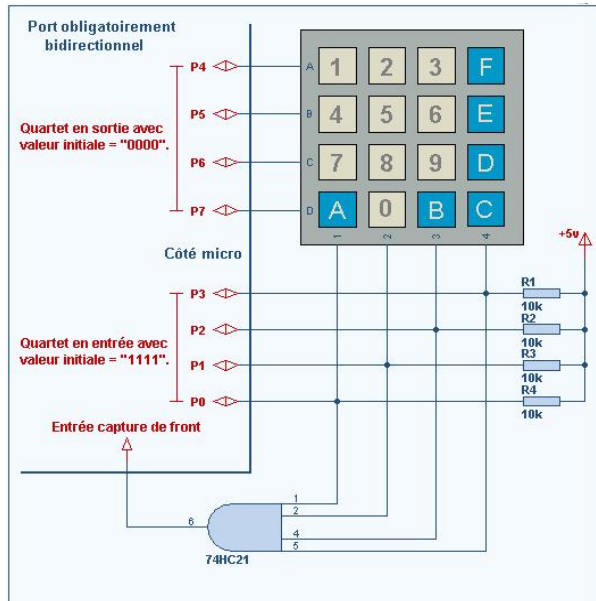 Port obligatoirement
bidirectionnel
P4
A
1 2 3 F
P5
B
4 5 6 E
Quartet en sortie avec
valeur initiale = "0000".
P6
C
7 8 9 D
P7
D
A 0 B C
1 2 3 4
Côté micro
+5v
P3
R1
10k
Quartet en entrée avec
valeur initiale = "1111".
P2
R2
10k
P1
R3
10k
P0
R4
10k
Entrée capture de front
1
2
6
4
5
74HC21